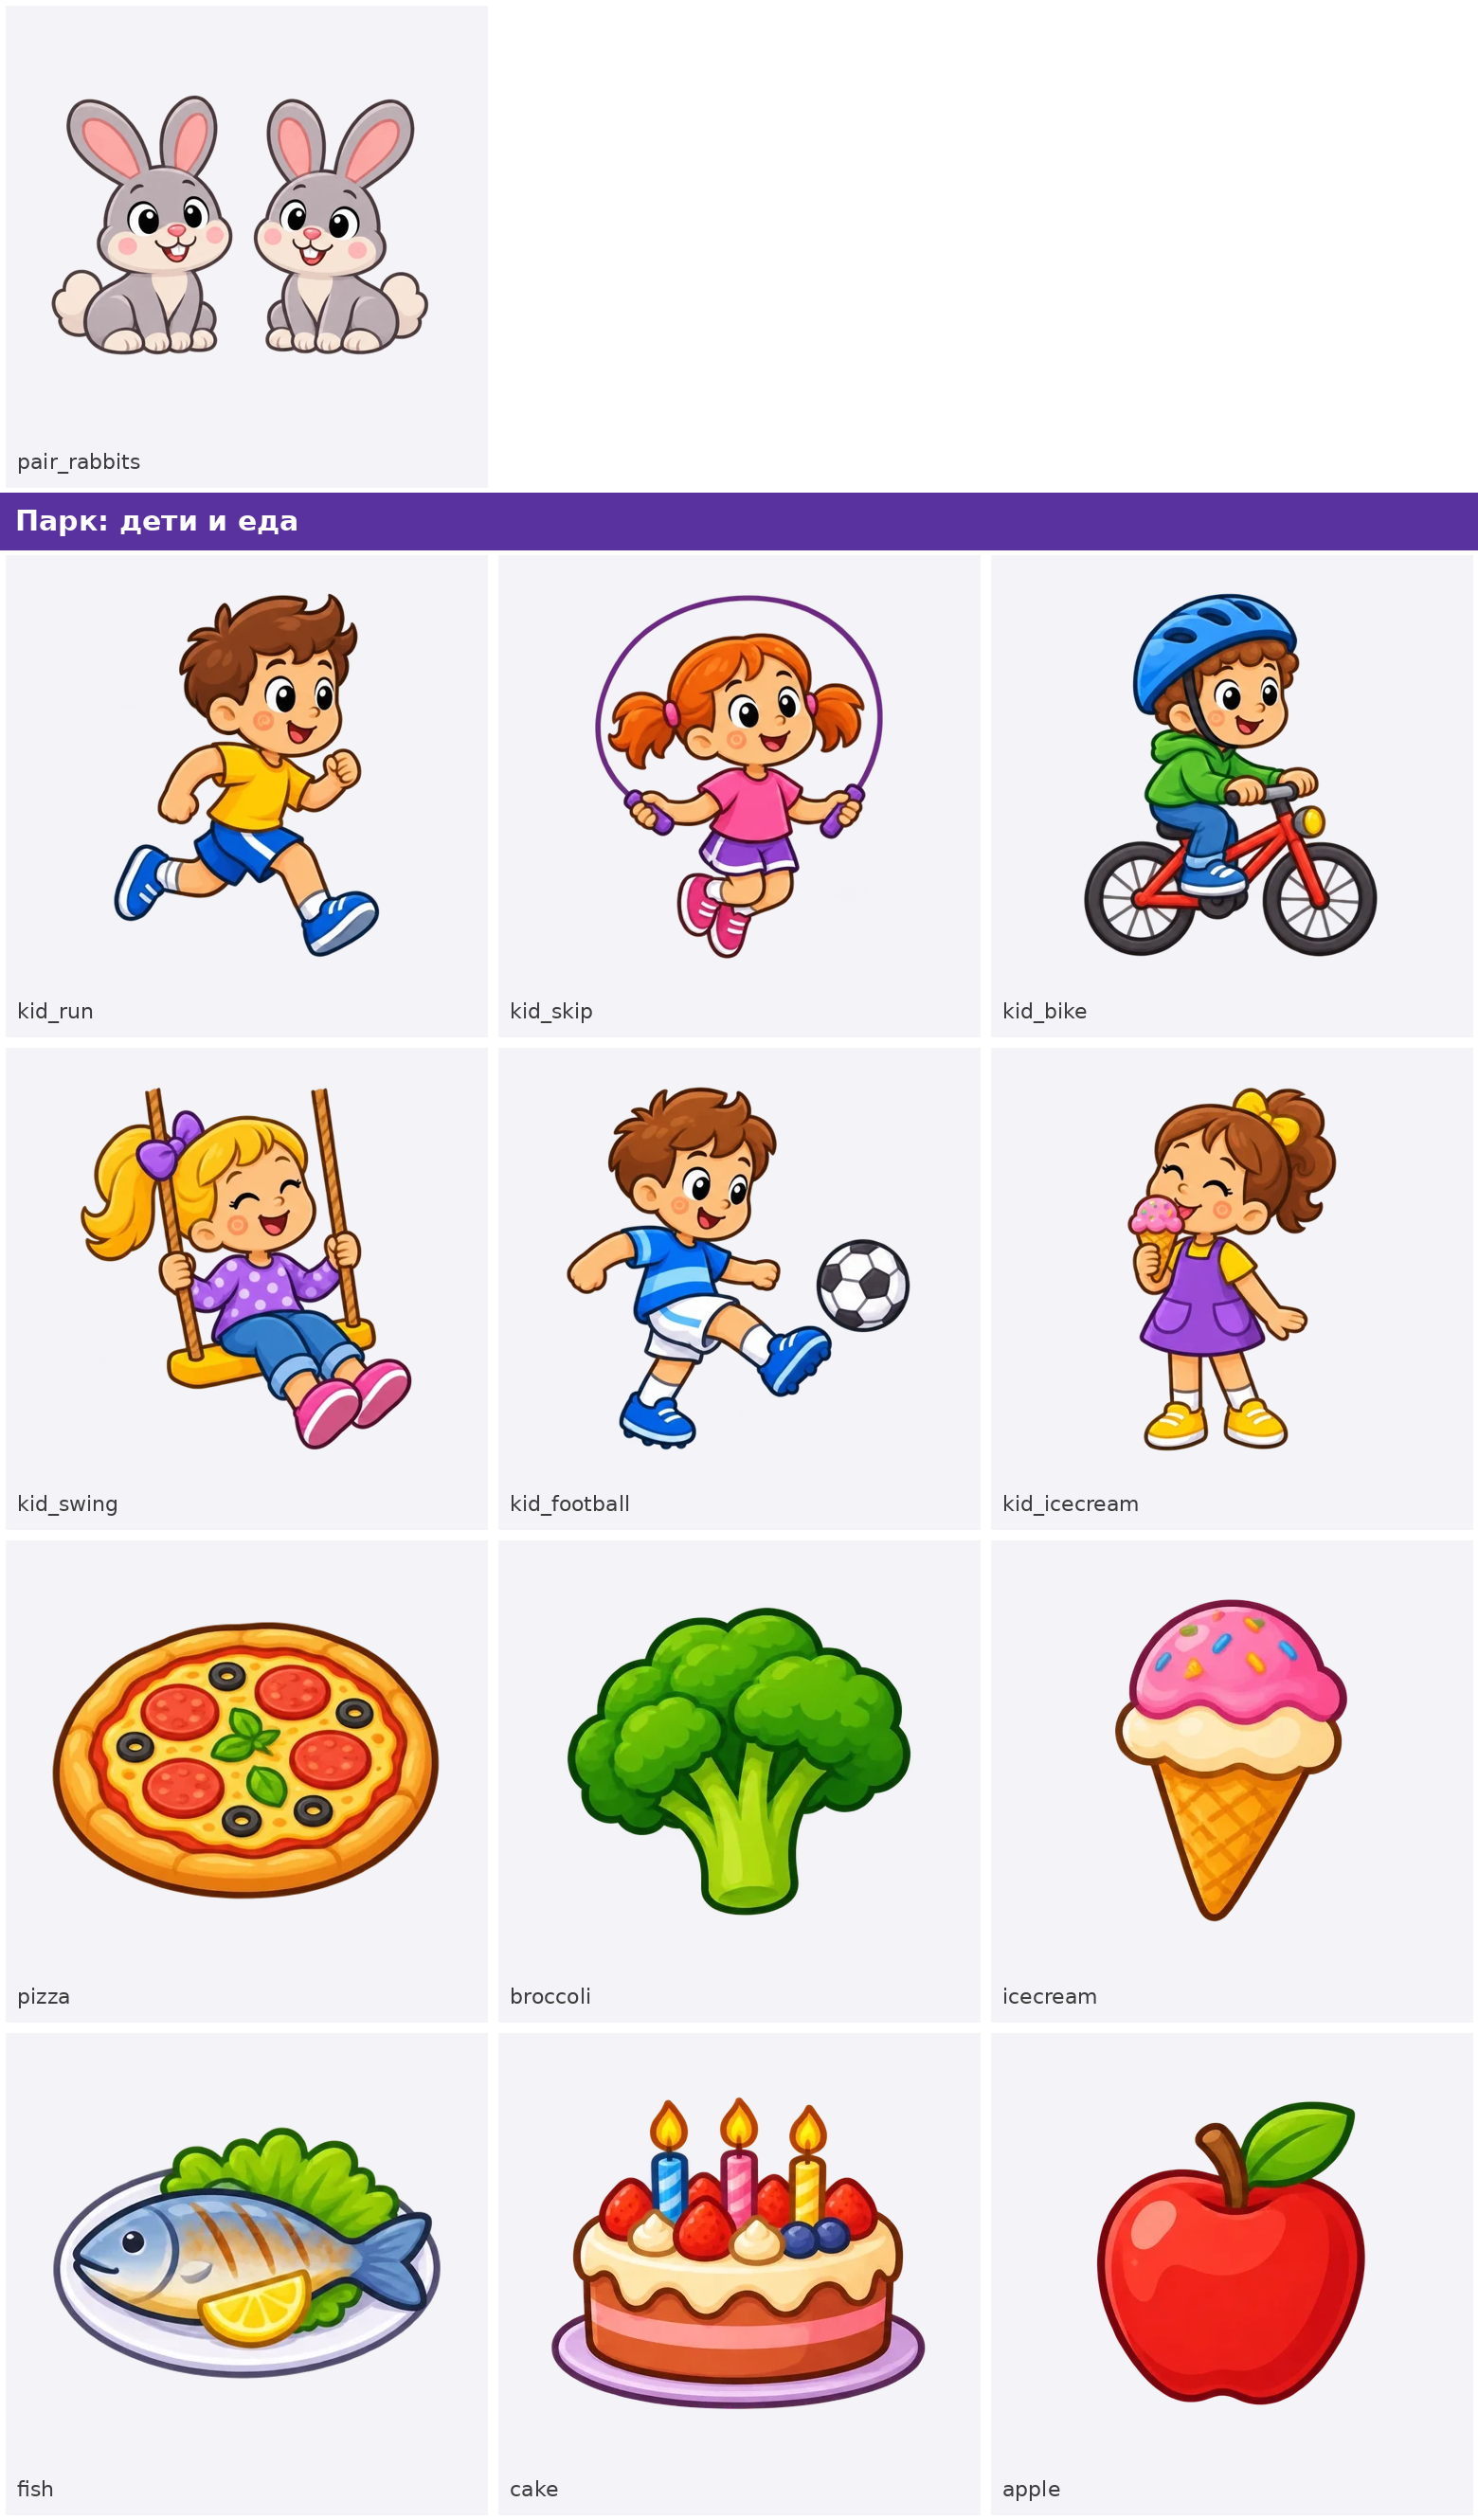 pair_rabbits
Парк: дети и еда
kid_run
kid_skip
kid_bike
kid_swing
kid_football
kid_icecream
pizza
broccoli
icecream
fish
cake
apple